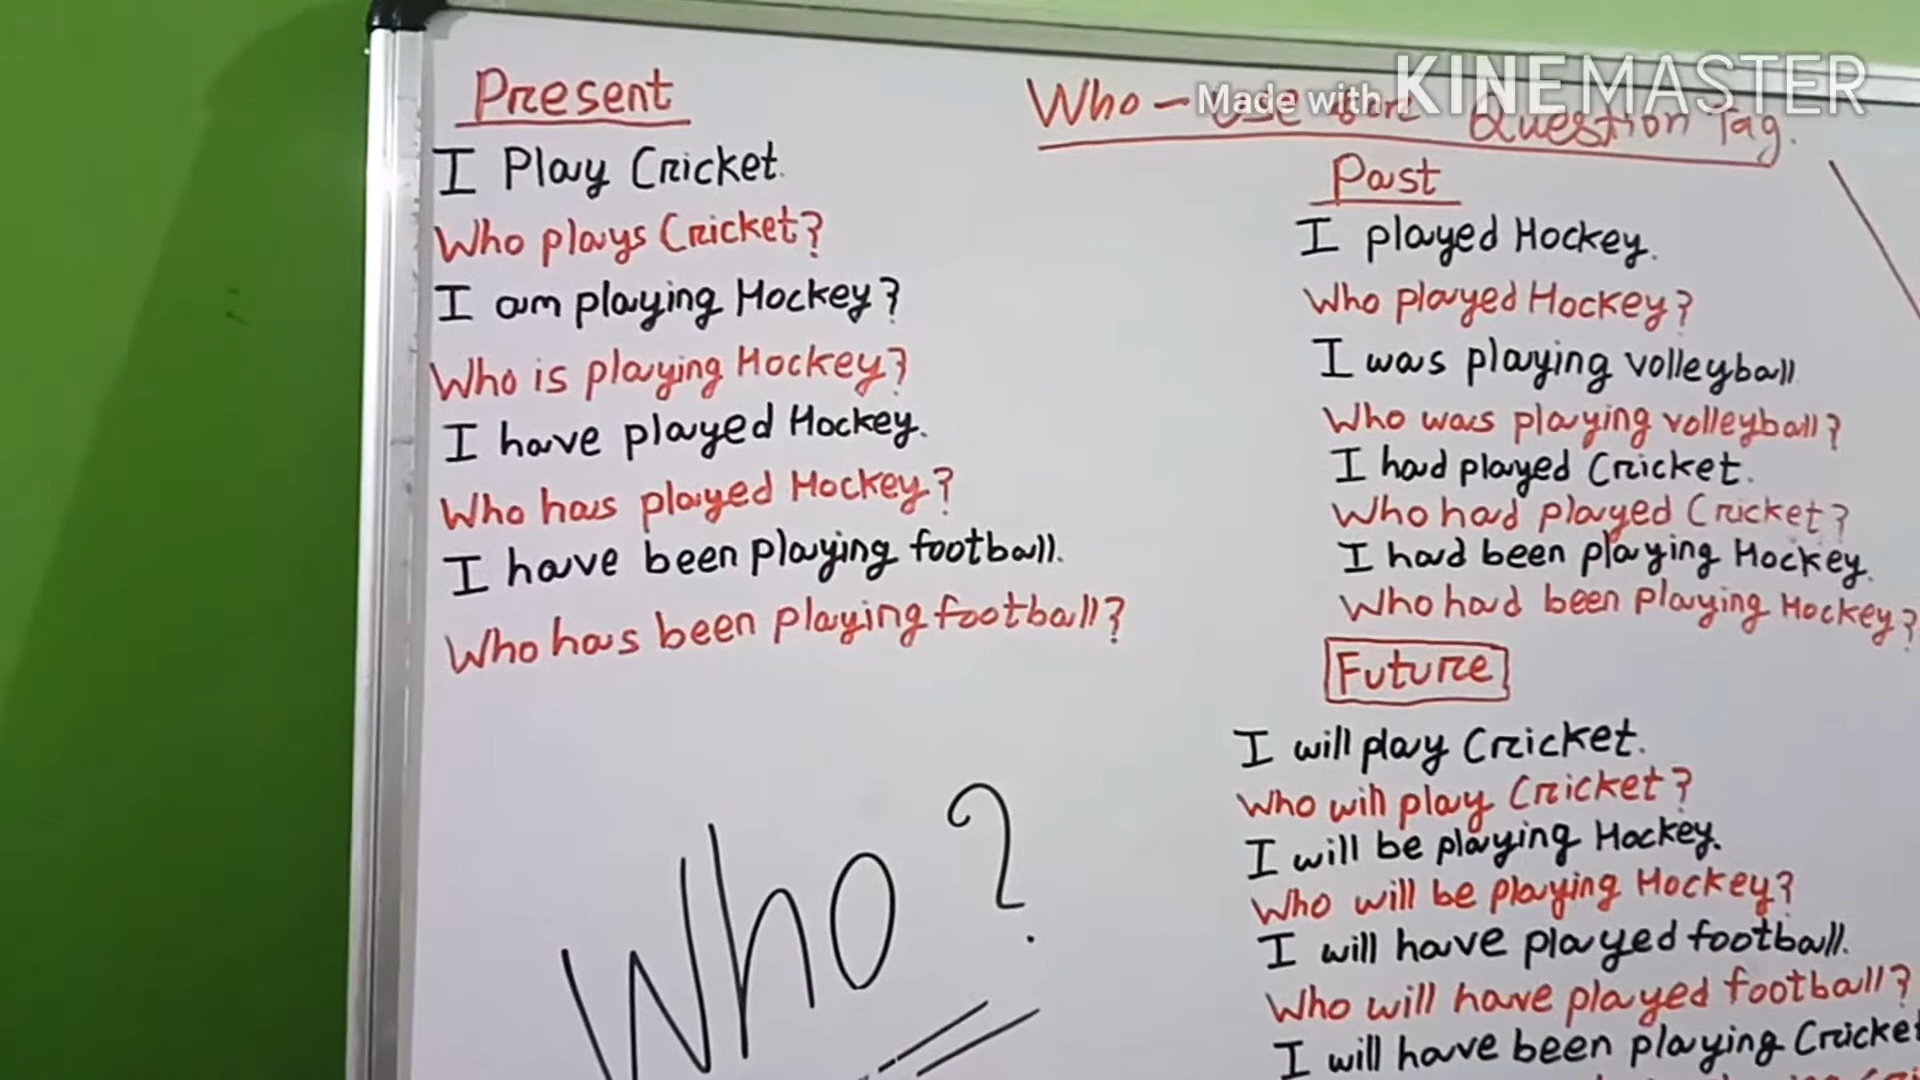 Present
I Play Cricket.
Who plays Cricket?
I am playing Hockey?
Who is playing Hockey?
I have played Hockey.
Who has played Hockey?
I have been playing football.
Who has been playing football?
Who ?
Who - Use Question Tag.
Made with KINEMASTER
Past
I played Hockey.
Who played Hockey?
I was playing volleyball
Who was playing volleyball?
I had played Cricket.
Who had played Cricket?
I had been playing Hockey.
Who had been playing Hockey?
Future
I will play Cricket.
Who will play Cricket?
I will be playing Hockey.
Who will be playing Hockey?
I will have played football.
Who will have played football?
I will have been playing Cricket